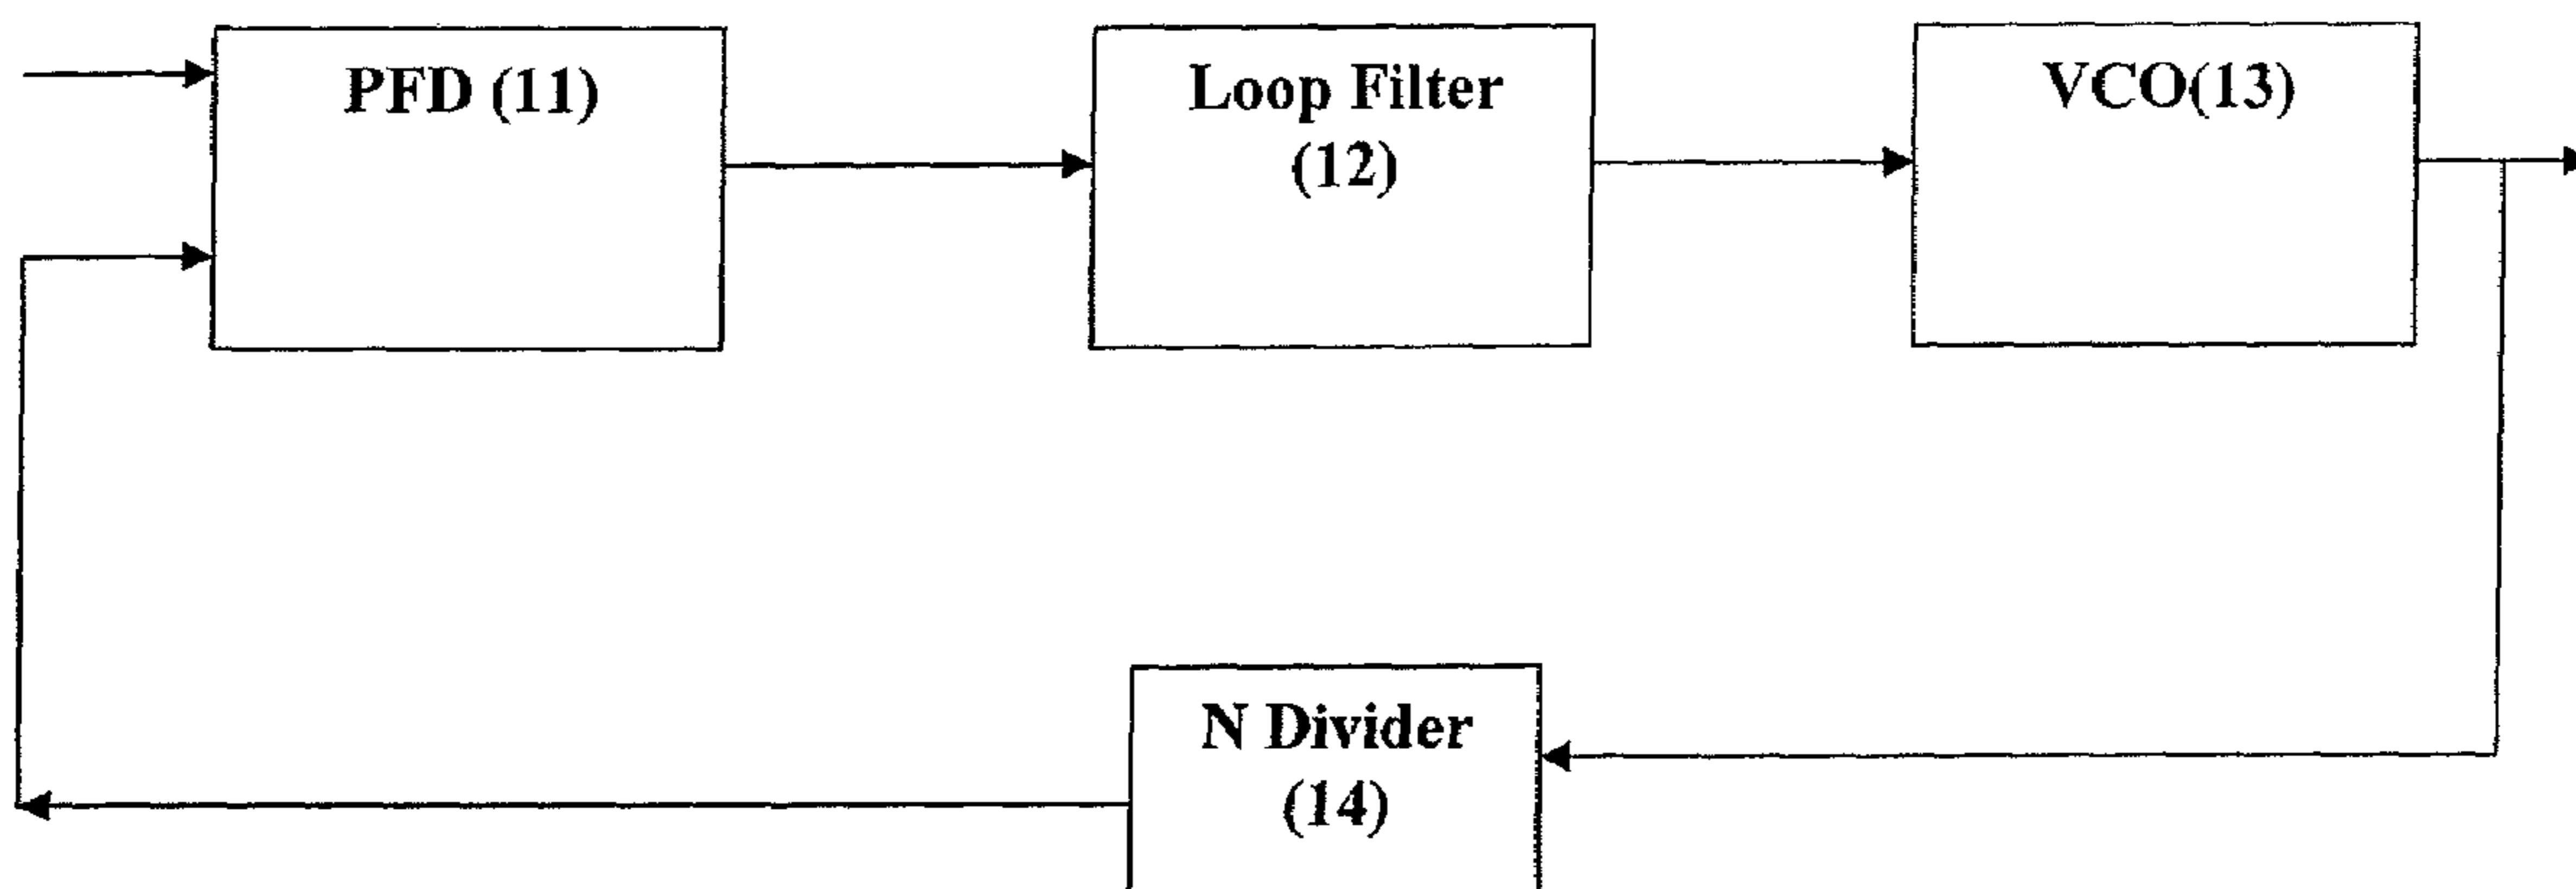 PFD (11)
Loop Filter
(12)
VCO(13)
N Divider
(14)